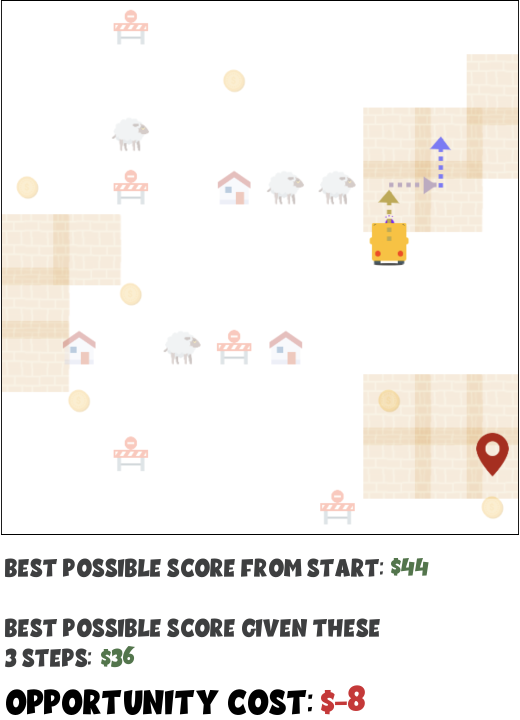 BEST POSSIBLE SCORE FROM START: $44
BEST POSSIBLE SCORE GIVEN THESE
3 STEPS: $36
OPPORTUNITY COST: $-8